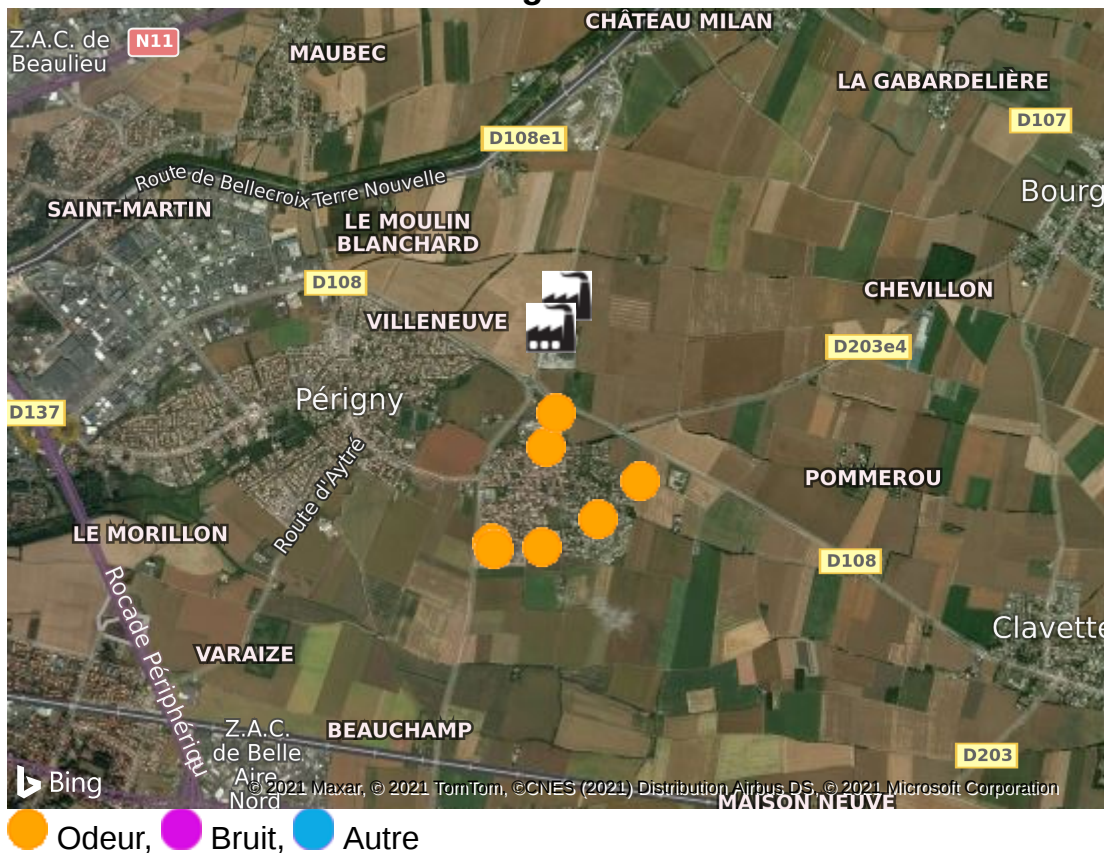 CHÂTEAU MILAN
Z.A.C. de
Beaulieu
N11
MAUBEC
LA GABARDELIÈRE
D107
D108e1
Route de Bellecroix Terre Nouvelle
Bourg
SAINT-MARTIN
LE MOULIN
BLANCHARD
D108
CHEVILLON
VILLENEUVE
D203e4
Périgny
D137
Route d'Aytré
POMMEROU
LE MORILLON
D108
Rocade Périphériqu
Clavette
VARAIZE
Z.A.C.
de Belle
Aire
Nord
BEAUCHAMP
D203
Bing
© 2021 Maxar, © 2021 TomTom, ©CNES (2021) Distribution Airbus DS, © 2021 Microsoft Corporation
MAISON NEUVE
Odeur, Bruit, Autre